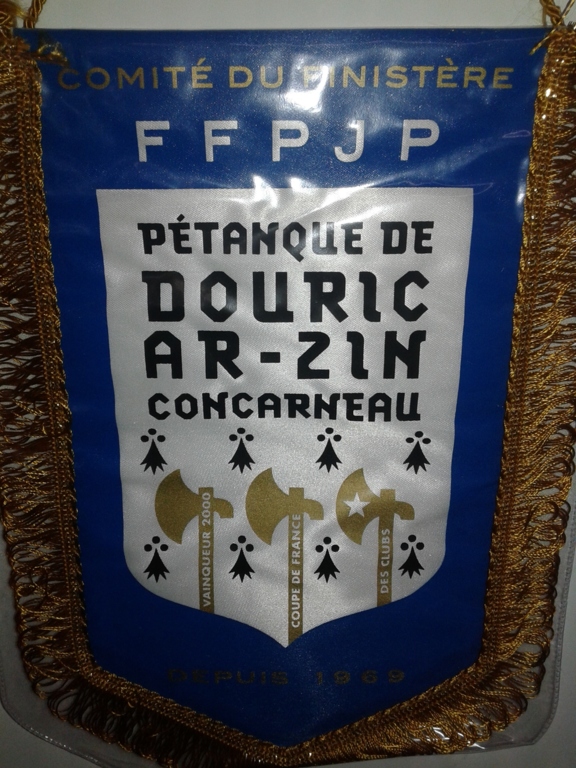 COMITÉ DU FINISTÈRE
FFPJP
PÉTANQUE DE
DOURIC
AR-ZIN
CONCARNEAU
VAINQUEUR 2000
COUPE DE FRANCE
DES CLUBS
DEPUIS 1969